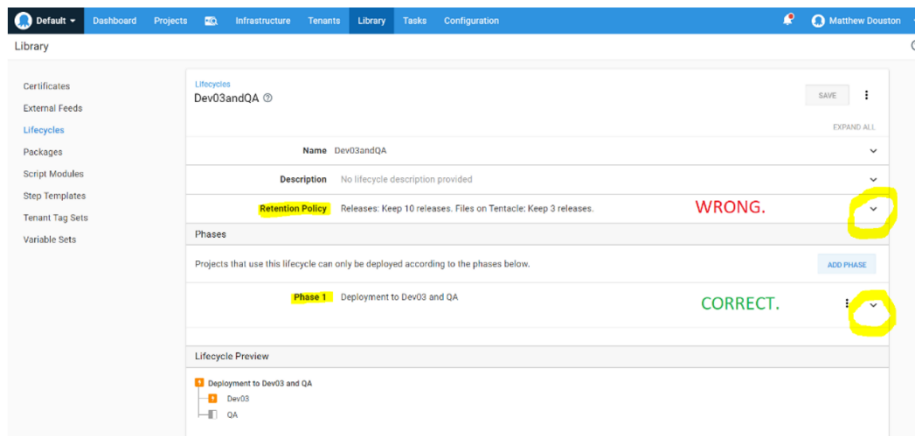 Default Dashboard Projects Infrastructure Tenants Library Tasks Configuration Matthew Douston
Library
Certificates
External Feeds
Lifecycles
Packages
Script Modules
Step Templates
Tenant Tag Sets
Variable Sets
Lifecycles
Dev03andQA
SAVE
EXPAND ALL
Name Dev03andQA
Description No lifecycle description provided
Retention Policy Releases: Keep 10 releases. Files on Tentacle: Keep 3 releases. WRONG.
Phases
Projects that use this lifecycle can only be deployed according to the phases below. ADD PHASE
Phase 1 Deployment to Dev03 and QA CORRECT.
Lifecycle Preview
Deployment to Dev03 and QA
Dev03
QA